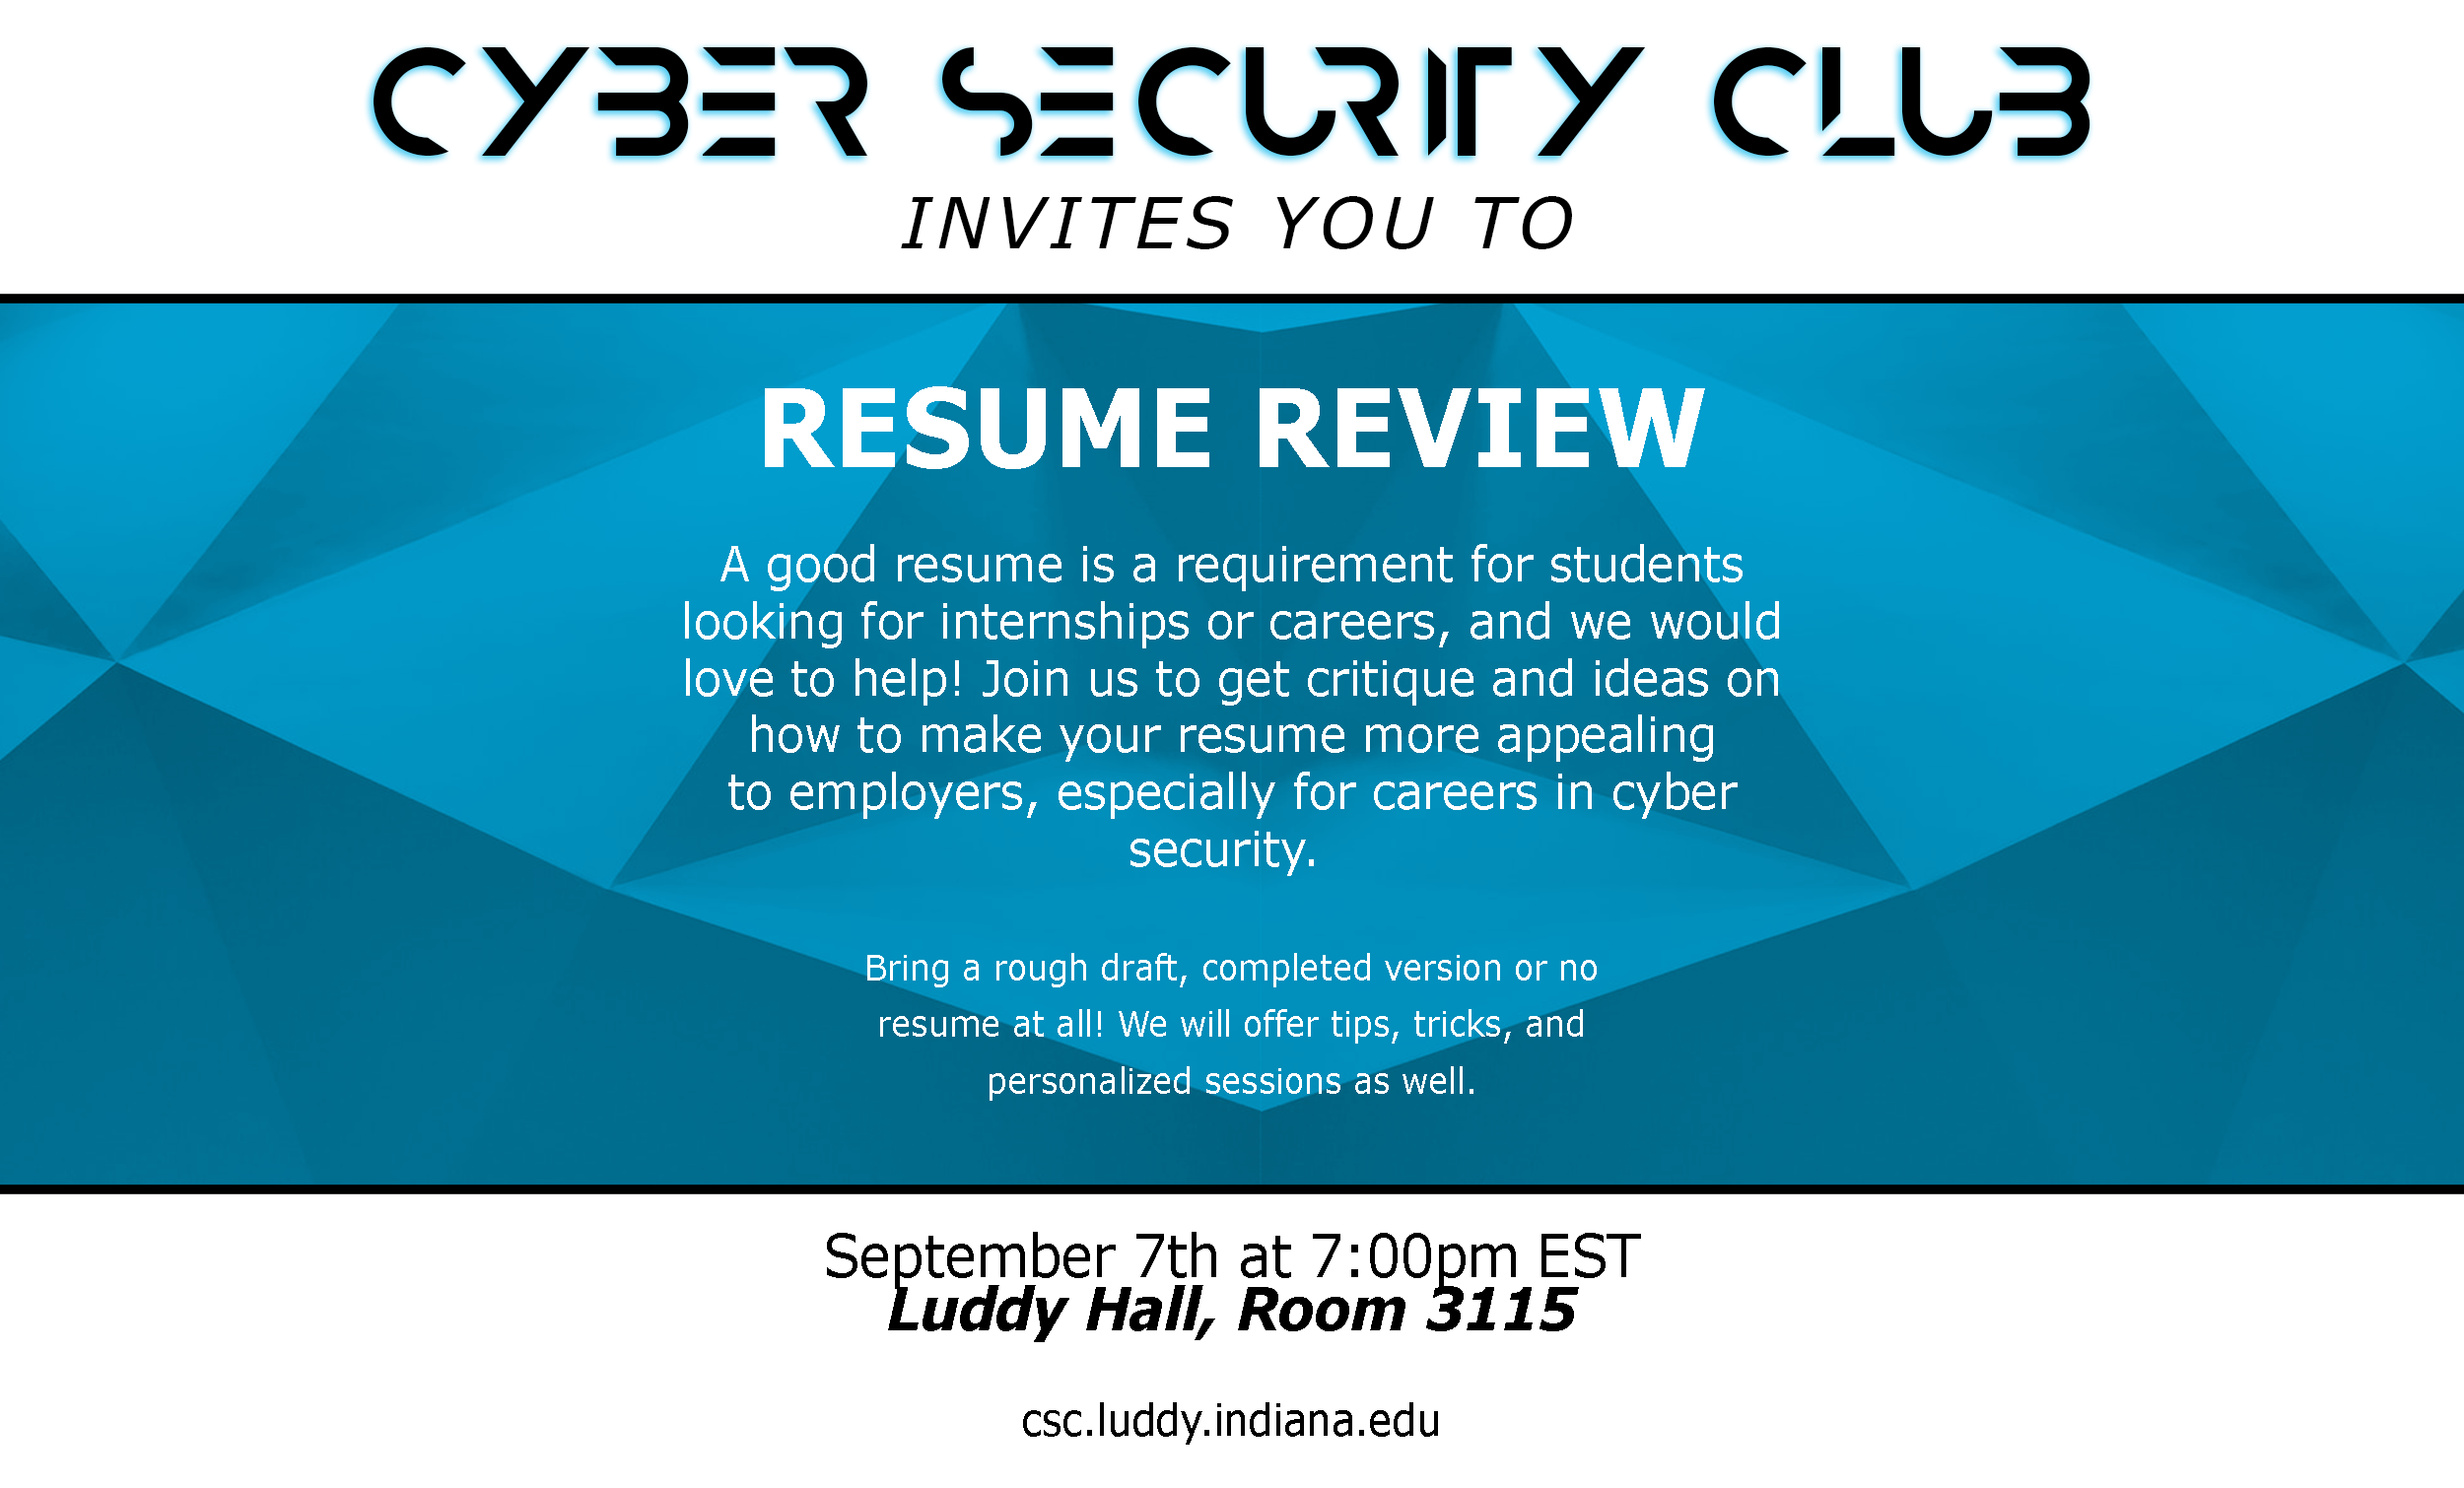 CYBER SECURITY CLUB
INVITES YOU TO
RESUME REVIEW
A good resume is a requirement for students
looking for internships or careers, and we would
love to help! Join us to get critique and ideas on
how to make your resume more appealing
to employers, especially for careers in cyber
security.
Bring a rough draft, completed version or no
resume at all! We will offer tips, tricks, and
personalized sessions as well.
September 7th at 7:00pm EST
Luddy Hall, Room 3115
csc.luddy.indiana.edu